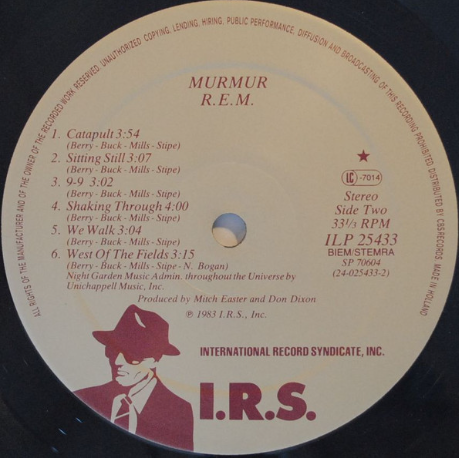 ALL RIGHTS OF THE MANUFACTURER AND OF THE OWNER OF THE RECORDED WORK RESERVED. UNAUTHORIZED COPYING, LENDING, HIRING, PUBLIC PERFORMANCE, DIFFUSION AND BROADCASTING OF THIS RECORD PROHIBITED. DISTRIBUTED BY CBS RECORDS. MADE IN HOLLAND
MURMUR
R.E.M.
1. Catapult 3:54
(Berry - Buck - Mills - Stipe)
2. Sitting Still 3:07
(Berry - Buck - Mills - Stipe)
3. 9-9 3:02
(Berry - Buck - Mills - Stipe)
4. Shaking Through 4:00
(Berry - Buck - Mills - Stipe)
5. We Walk 3:04
(Berry - Buck - Mills - Stipe)
6. West Of The Fields 3:15
(Berry - Buck - Mills - Stipe - N. Bogan)
Night Garden Music Admin. throughout the Universe by
Unichappell Music, Inc.
★
LC -7014
Stereo
Side Two
33⅓ RPM
ILP 25433
BIEM/STEMRA
SP 70604
(24-025433-2)
Produced by Mitch Easter and Don Dixon
℗ 1983 I.R.S., Inc.
INTERNATIONAL RECORD SYNDICATE, INC.
I.R.S.